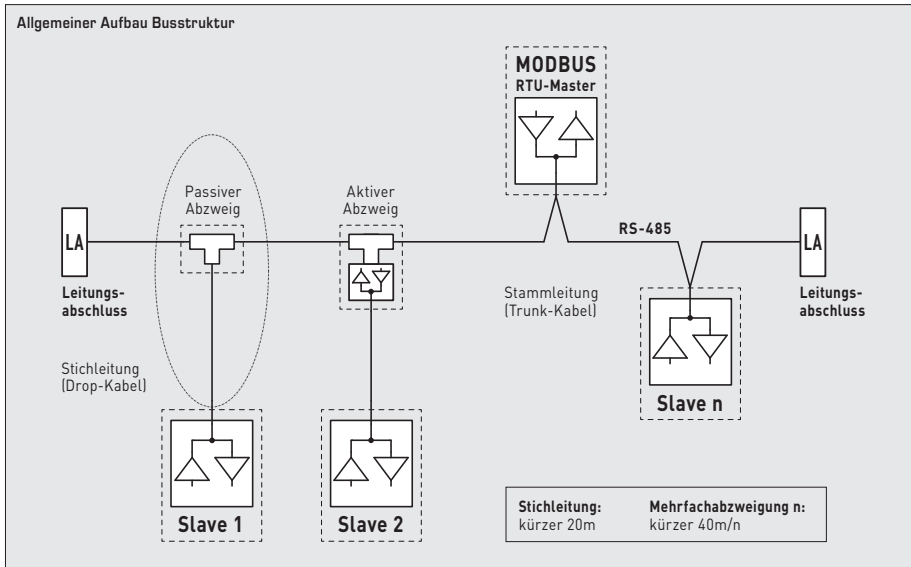 Allgemeiner Aufbau Busstruktur
MODBUS
RTU-Master
Passiver
Abzweig
Aktiver
Abzweig
LA
RS-485
LA
Leitungs-
abschluss
Stammleitung
(Trunk-Kabel)
Leitungs-
abschluss
Stichleitung
(Drop-Kabel)
Slave n
Slave 1
Slave 2
Stichleitung:
kürzer 20m
Mehrfachabzweigung n:
kürzer 40m/n